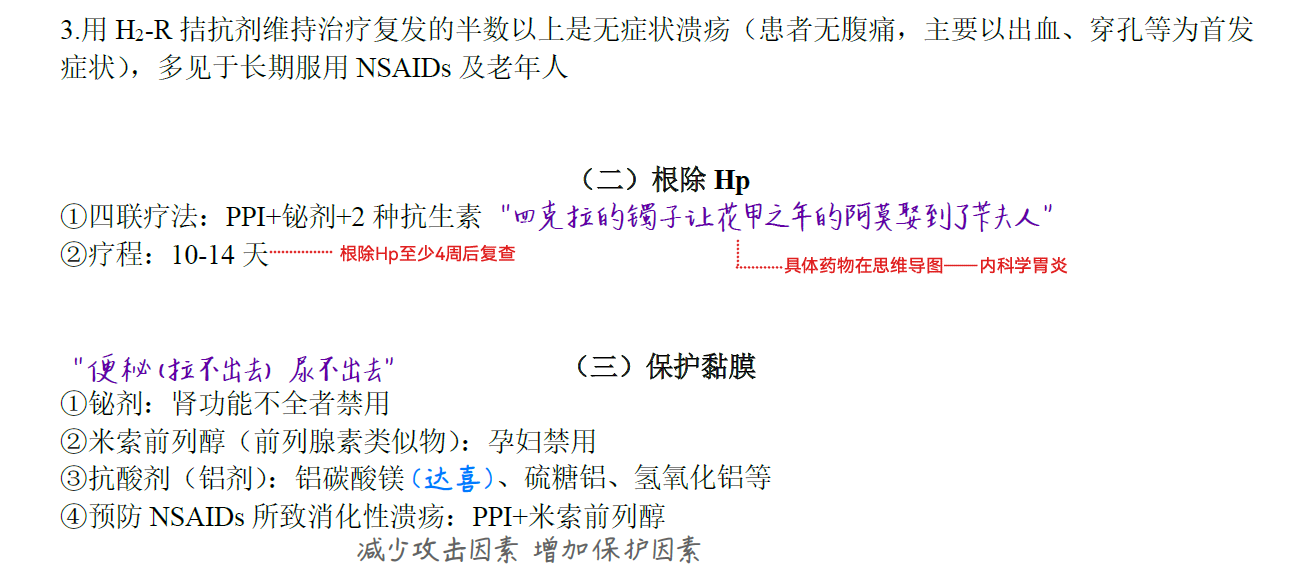 3.用 H₂-R 拮抗剂维持治疗复发的半数以上是无症状溃疡（患者无腹痛，主要以出血、穿孔等为首发
症状），多见于长期服用 NSAIDs 及老年人
（二）根除 Hp
①四联疗法：PPI+铋剂+2 种抗生素 "四克拉的镯子让花甲之年的阿莫娶到了苄夫人"
②疗程：10-14 天 根除Hp至少4周后复查
具体药物在思维导图——内科学胃炎
"便秘(拉不出去) 尿不出去" （三）保护黏膜
①铋剂：肾功能不全者禁用
②米索前列醇（前列腺素类似物）：孕妇禁用
③抗酸剂（铝剂）：铝碳酸镁(达喜)、硫糖铝、氢氧化铝等
④预防 NSAIDs 所致消化性溃疡：PPI+米索前列醇
减少攻击因素 增加保护因素